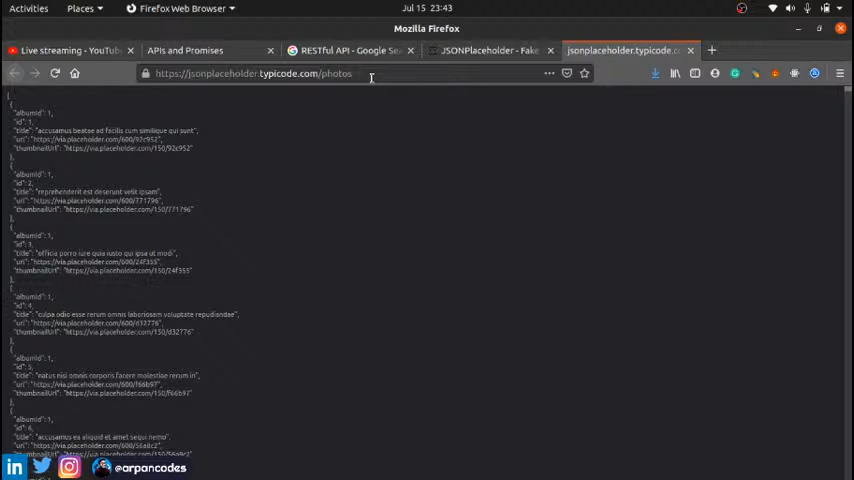 Activities Places Firefox Web Browser Jul 15 23:43
Mozilla Firefox
Live streaming - YouTube APIs and Promises RESTful API - Google Sea JSONPlaceholder - Fake jsonplaceholder.typicode.co
https://jsonplaceholder.typicode.com/photos
[
{
"albumId": 1,
"id": 1,
"title": "accusamus beatae ad facilis cum similique qui sunt",
"url": "https://via.placeholder.com/600/92c952",
"thumbnailUrl": "https://via.placeholder.com/150/92c952"
},
{
"albumId": 1,
"id": 2,
"title": "reprehenderit est deserunt velit ipsam",
"url": "https://via.placeholder.com/600/771796",
"thumbnailUrl": "https://via.placeholder.com/150/771796"
},
{
"albumId": 1,
"id": 3,
"title": "officia porro iure quia iusto qui ipsa ut modi",
"url": "https://via.placeholder.com/600/24f355",
"thumbnailUrl": "https://via.placeholder.com/150/24f355"
},
{
"albumId": 1,
"id": 4,
"title": "culpa odio esse rerum omnis laboriosam voluptate repudiandae",
"url": "https://via.placeholder.com/600/d32776",
"thumbnailUrl": "https://via.placeholder.com/150/d32776"
},
{
"albumId": 1,
"id": 5,
"title": "natus nisi omnis corporis facere molestiae rerum in",
"url": "https://via.placeholder.com/600/f66b97",
"thumbnailUrl": "https://via.placeholder.com/150/f66b97"
},
{
"albumId": 1,
"id": 6,
"title": "accusamus ea aliquid et amet sequi nemo",
"url": "https://via.placeholder.com/600/56a8c2",
"thumbnailUrl": "https://via.placeholder.com/150/56a8c2"
@arpancodes